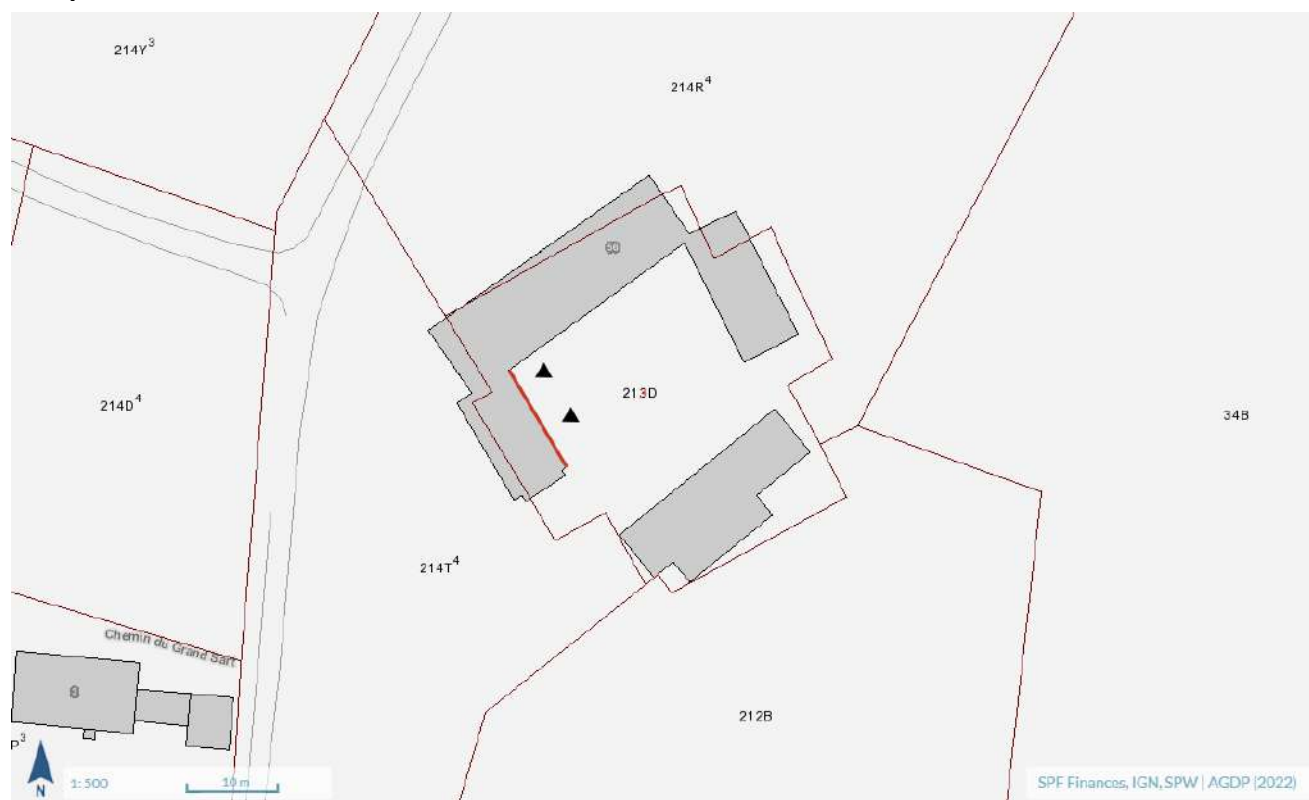 214Y³
214R⁴
60
213D
214D⁴
34B
214T⁴
Chemin du Grand Sart
8
212B
P³
N
1: 500
10 m
SPF Finances, IGN, SPW | AGDP (2022)